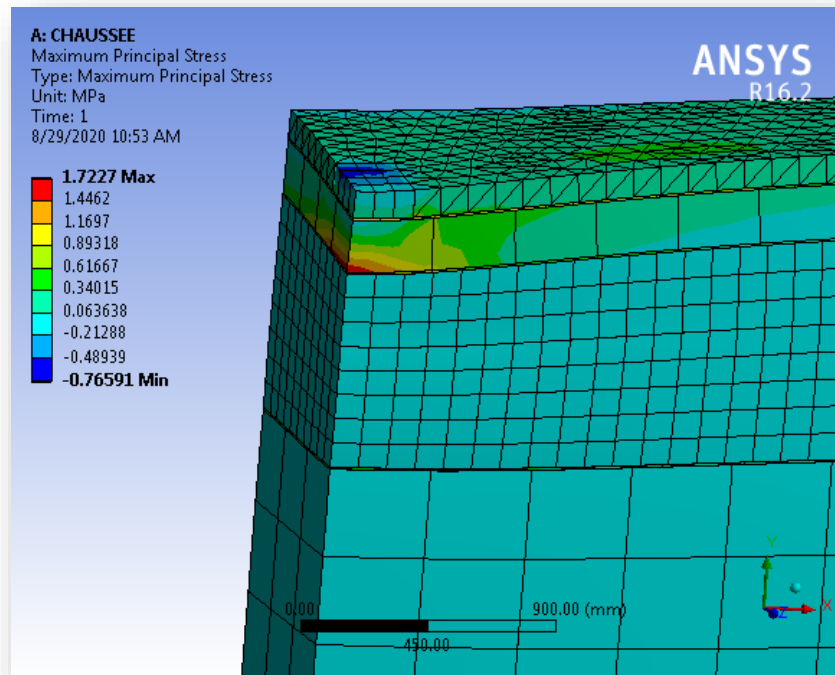 A: CHAUSSEE
Maximum Principal Stress
Type: Maximum Principal Stress
Unit: MPa
Time: 1
8/29/2020 10:53 AM
ANSYS
R16.2
1.7227 Max
1.4462
1.1697
0.89318
0.61667
0.34015
0.063638
-0.21288
-0.48939
-0.76591 Min
0.00
900.00 (mm)
450.00
Y
X
Z